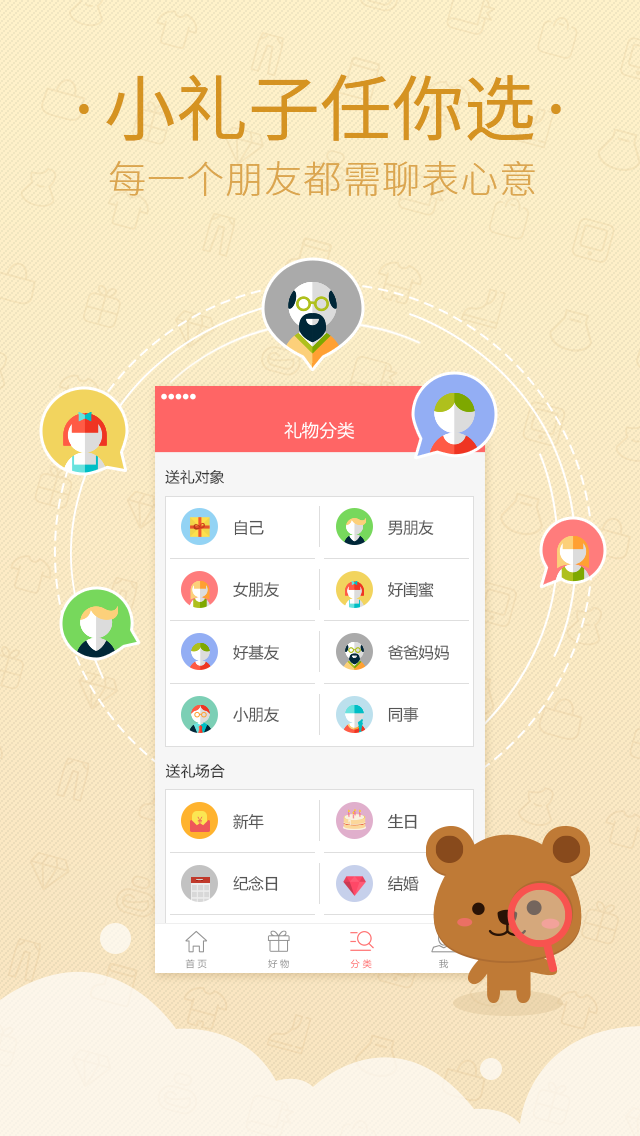 ·小礼子任你选·
每一个朋友都需聊表心意
礼物分类
送礼对象
自己
男朋友
女朋友
好闺蜜
好基友
爸爸妈妈
小朋友
同事
送礼场合
新年
生日
纪念日
结婚
首页
好物
分类
我